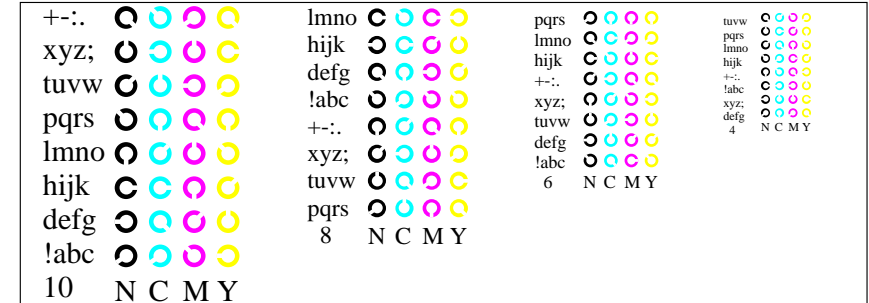 +-:.
xyz;
tuvw
pqrs
lmno
hijk
defg
!abc
10 N C M Y
lmno
hijk
defg
!abc
+-:.
xyz;
tuvw
pqrs
8 N C M Y
pqrs
lmno
hijk
+-:.
xyz;
tuvw
defg
!abc
6 N C M Y
tuvw
pqrs
lmno
hijk
+-:.
!abc
xyz;
defg
4 N C M Y